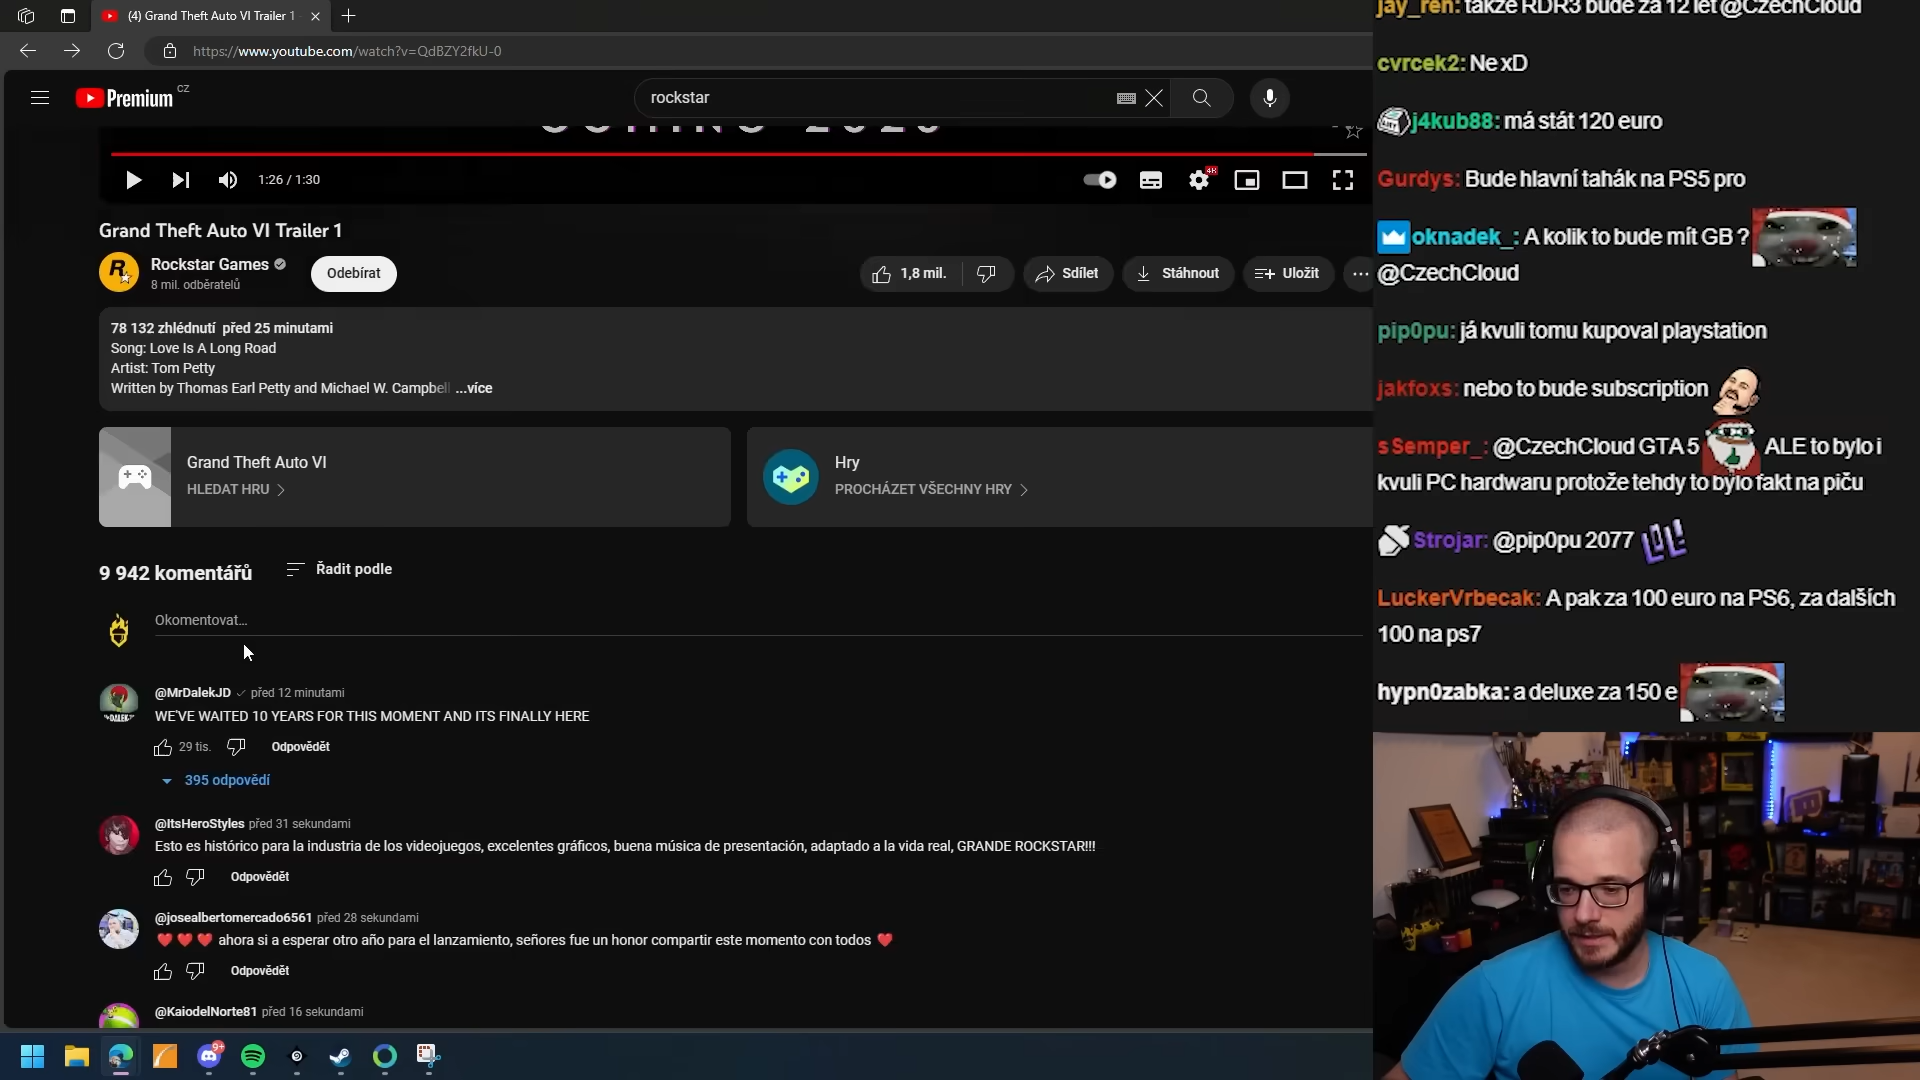 (4) Grand Theft Auto VI Trailer 1
https://www.youtube.com/watch?v=QdBZY2fkU-0
Premium CZ
rockstar
1:26 / 1:30
4K
Grand Theft Auto VI Trailer 1
Rockstar Games
8 mil. odběratelů
Odebírat
1,8 mil.
Sdílet
Stáhnout
Uložit
78 132 zhlédnutí před 25 minutami
Song: Love Is A Long Road
Artist: Tom Petty
Written by Thomas Earl Petty and Michael W. Campbell ...více
Grand Theft Auto VI
HLEDAT HRU
Hry
PROCHÁZET VŠECHNY HRY
9 942 komentářů
Řadit podle
Okomentovat...
@MrDalekJD před 12 minutami
WE'VE WAITED 10 YEARS FOR THIS MOMENT AND ITS FINALLY HERE
29 tis.
Odpovědět
395 odpovědí
@ItsHeroStyles před 31 sekundami
Esto es histórico para la industria de los videojuegos, excelentes gráficos, buena música de presentación, adaptado a la vida real, GRANDE ROCKSTAR!!!
Odpovědět
@josealbertomercado6561 před 28 sekundami
❤️❤️❤️ ahora si a esperar otro año para el lanzamiento, señores fue un honor compartir este momento con todos ❤️
Odpovědět
@KaiodelNorte81 před 16 sekundami
9+
jay_ren: takže RDR3 bude za 12 let @CzechCloud
cvrcek2: Ne xD
j4kub88: má stát 120 euro
Gurdys: Bude hlavní tahák na PS5 pro
oknadek_: A kolik to bude mít GB ?
@CzechCloud
pip0pu: já kvuli tomu kupoval playstation
jakfoxs: nebo to bude subscription
sSemper_: @CzechCloud GTA 5 ALE to bylo i
kvuli PC hardwaru protože tehdy to bylo fakt na piču
Strojar: @pip0pu 2077 LUL
LuckerVrbecak: A pak za 100 euro na PS6, za dalších
100 na ps7
hypn0zabka: a deluxe za 150 e